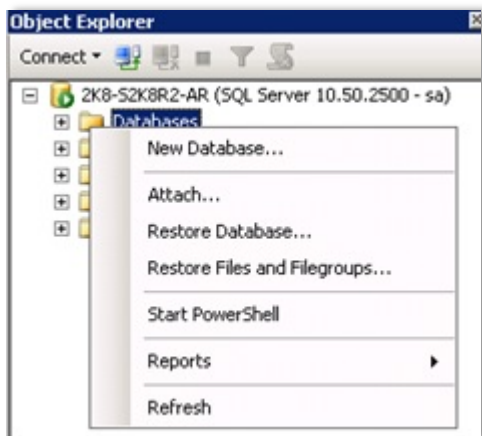 Object Explorer
Connect
2K8-S2K8R2-AR (SQL Server 10.50.2500 - sa)
Databases
New Database...
Attach...
Restore Database...
Restore Files and Filegroups...
Start PowerShell
Reports
Refresh